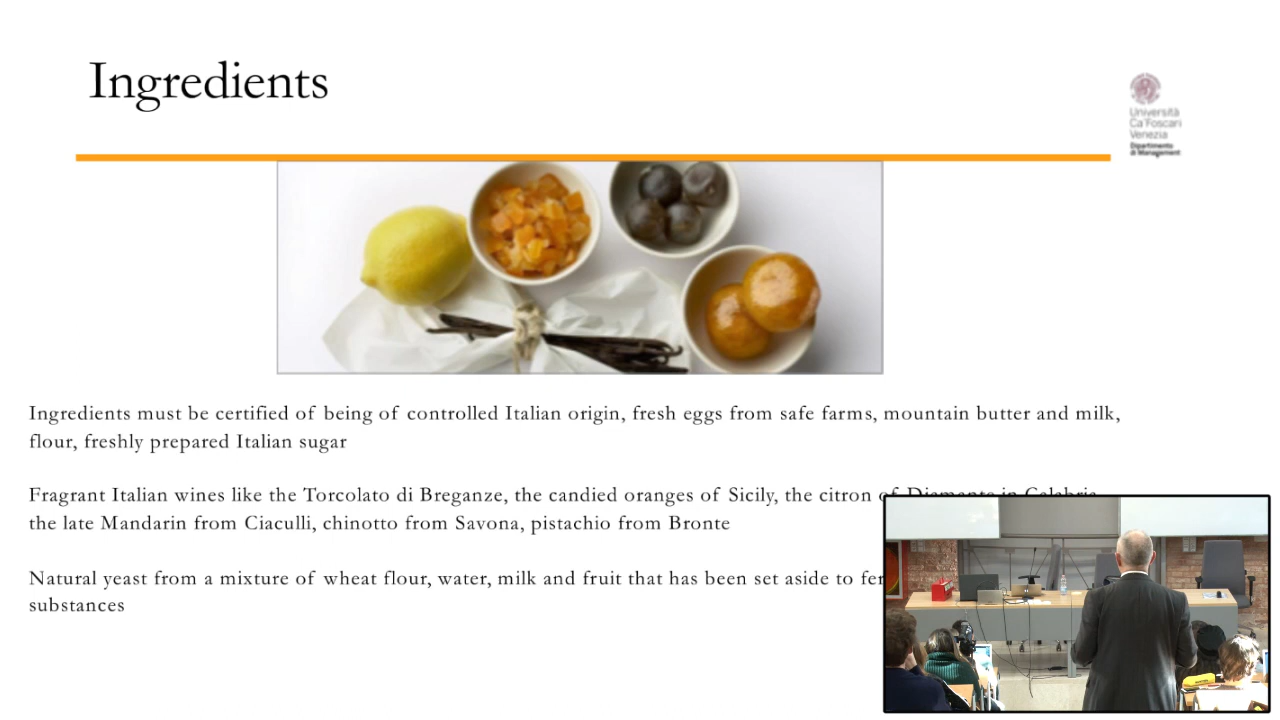 Ingredients
Università
Ca'Foscari
Venezia
Dipartimento
di Management
Ingredients must be certified of being of controlled Italian origin, fresh eggs from safe farms, mountain butter and milk,
flour, freshly prepared Italian sugar
Fragrant Italian wines like the Torcolato di Breganze, the candied oranges of Sicily, the citron of Diamante in Calabria
the late Mandarin from Ciaculli, chinotto from Savona, pistachio from Bronte
Natural yeast from a mixture of wheat flour, water, milk and fruit that has been set aside to
substances